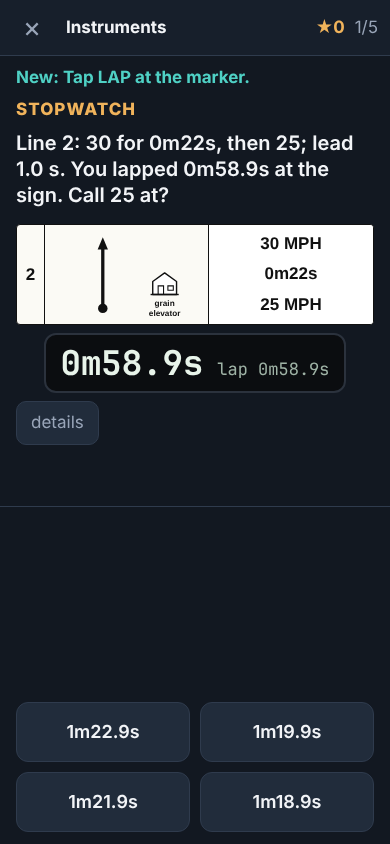 × Instruments ★0 1/5
New: Tap LAP at the marker.
STOPWATCH
Line 2: 30 for 0m22s, then 25; lead
1.0 s. You lapped 0m58.9s at the
sign. Call 25 at?
2
grain
elevator
30 MPH
0m22s
25 MPH
0m58.9s lap 0m58.9s
details
1m22.9s 1m19.9s
1m21.9s 1m18.9s